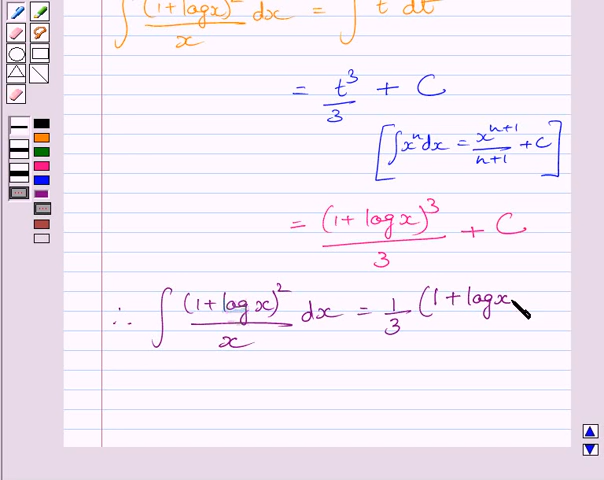 ∫ (1+logx)² / x dx = ∫ t² dt
= t³/3 + C
[∫xⁿdx = xⁿ⁺¹/n+1 + C]
= (1+logx)³/3 + C
∴ ∫ (1+logx)²/x dx = 1/3 (1+logx